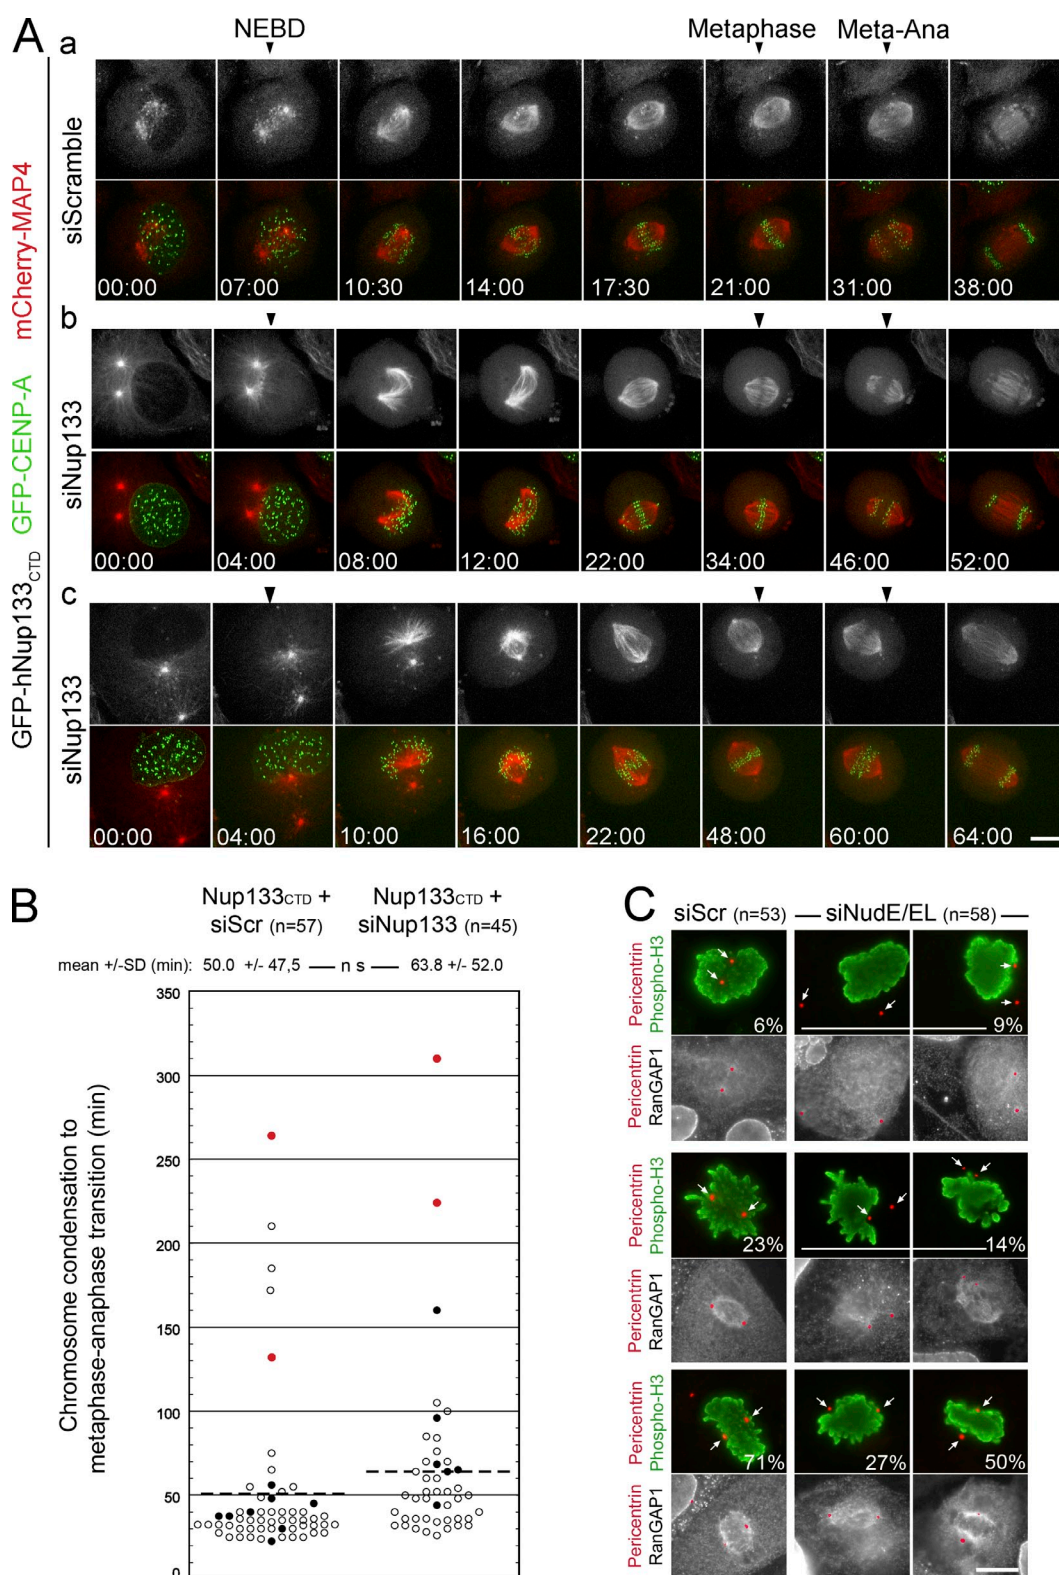 A
a
NEBD
Metaphase
Meta-Ana
GFP-hNup133CTD GFP-CENP-A mCherry-MAP4
siScramble
00:00 07:00 10:30 14:00 17:30 21:00 31:00 38:00
b
siNup133
00:00 04:00 08:00 12:00 22:00 34:00 46:00 52:00
c
siNup133
00:00 04:00 10:00 16:00 22:00 48:00 60:00 64:00
B
Nup133CTD +
siScr (n=57)
Nup133CTD +
siNup133 (n=45)
mean +/-SD (min): 50.0 +/- 47,5 n s 63.8 +/- 52.0
Chromosome condensation to
metaphase-anaphase transition (min)
350
300
250
200
150
100
50
0
C
siScr (n=53)
siNudE/EL (n=58)
Pericentrin
Phospho-H3
6%
9%
Pericentrin
RanGAP1
Pericentrin
Phospho-H3
23%
14%
Pericentrin
RanGAP1
Pericentrin
Phospho-H3
71%
27%
50%
Pericentrin
RanGAP1